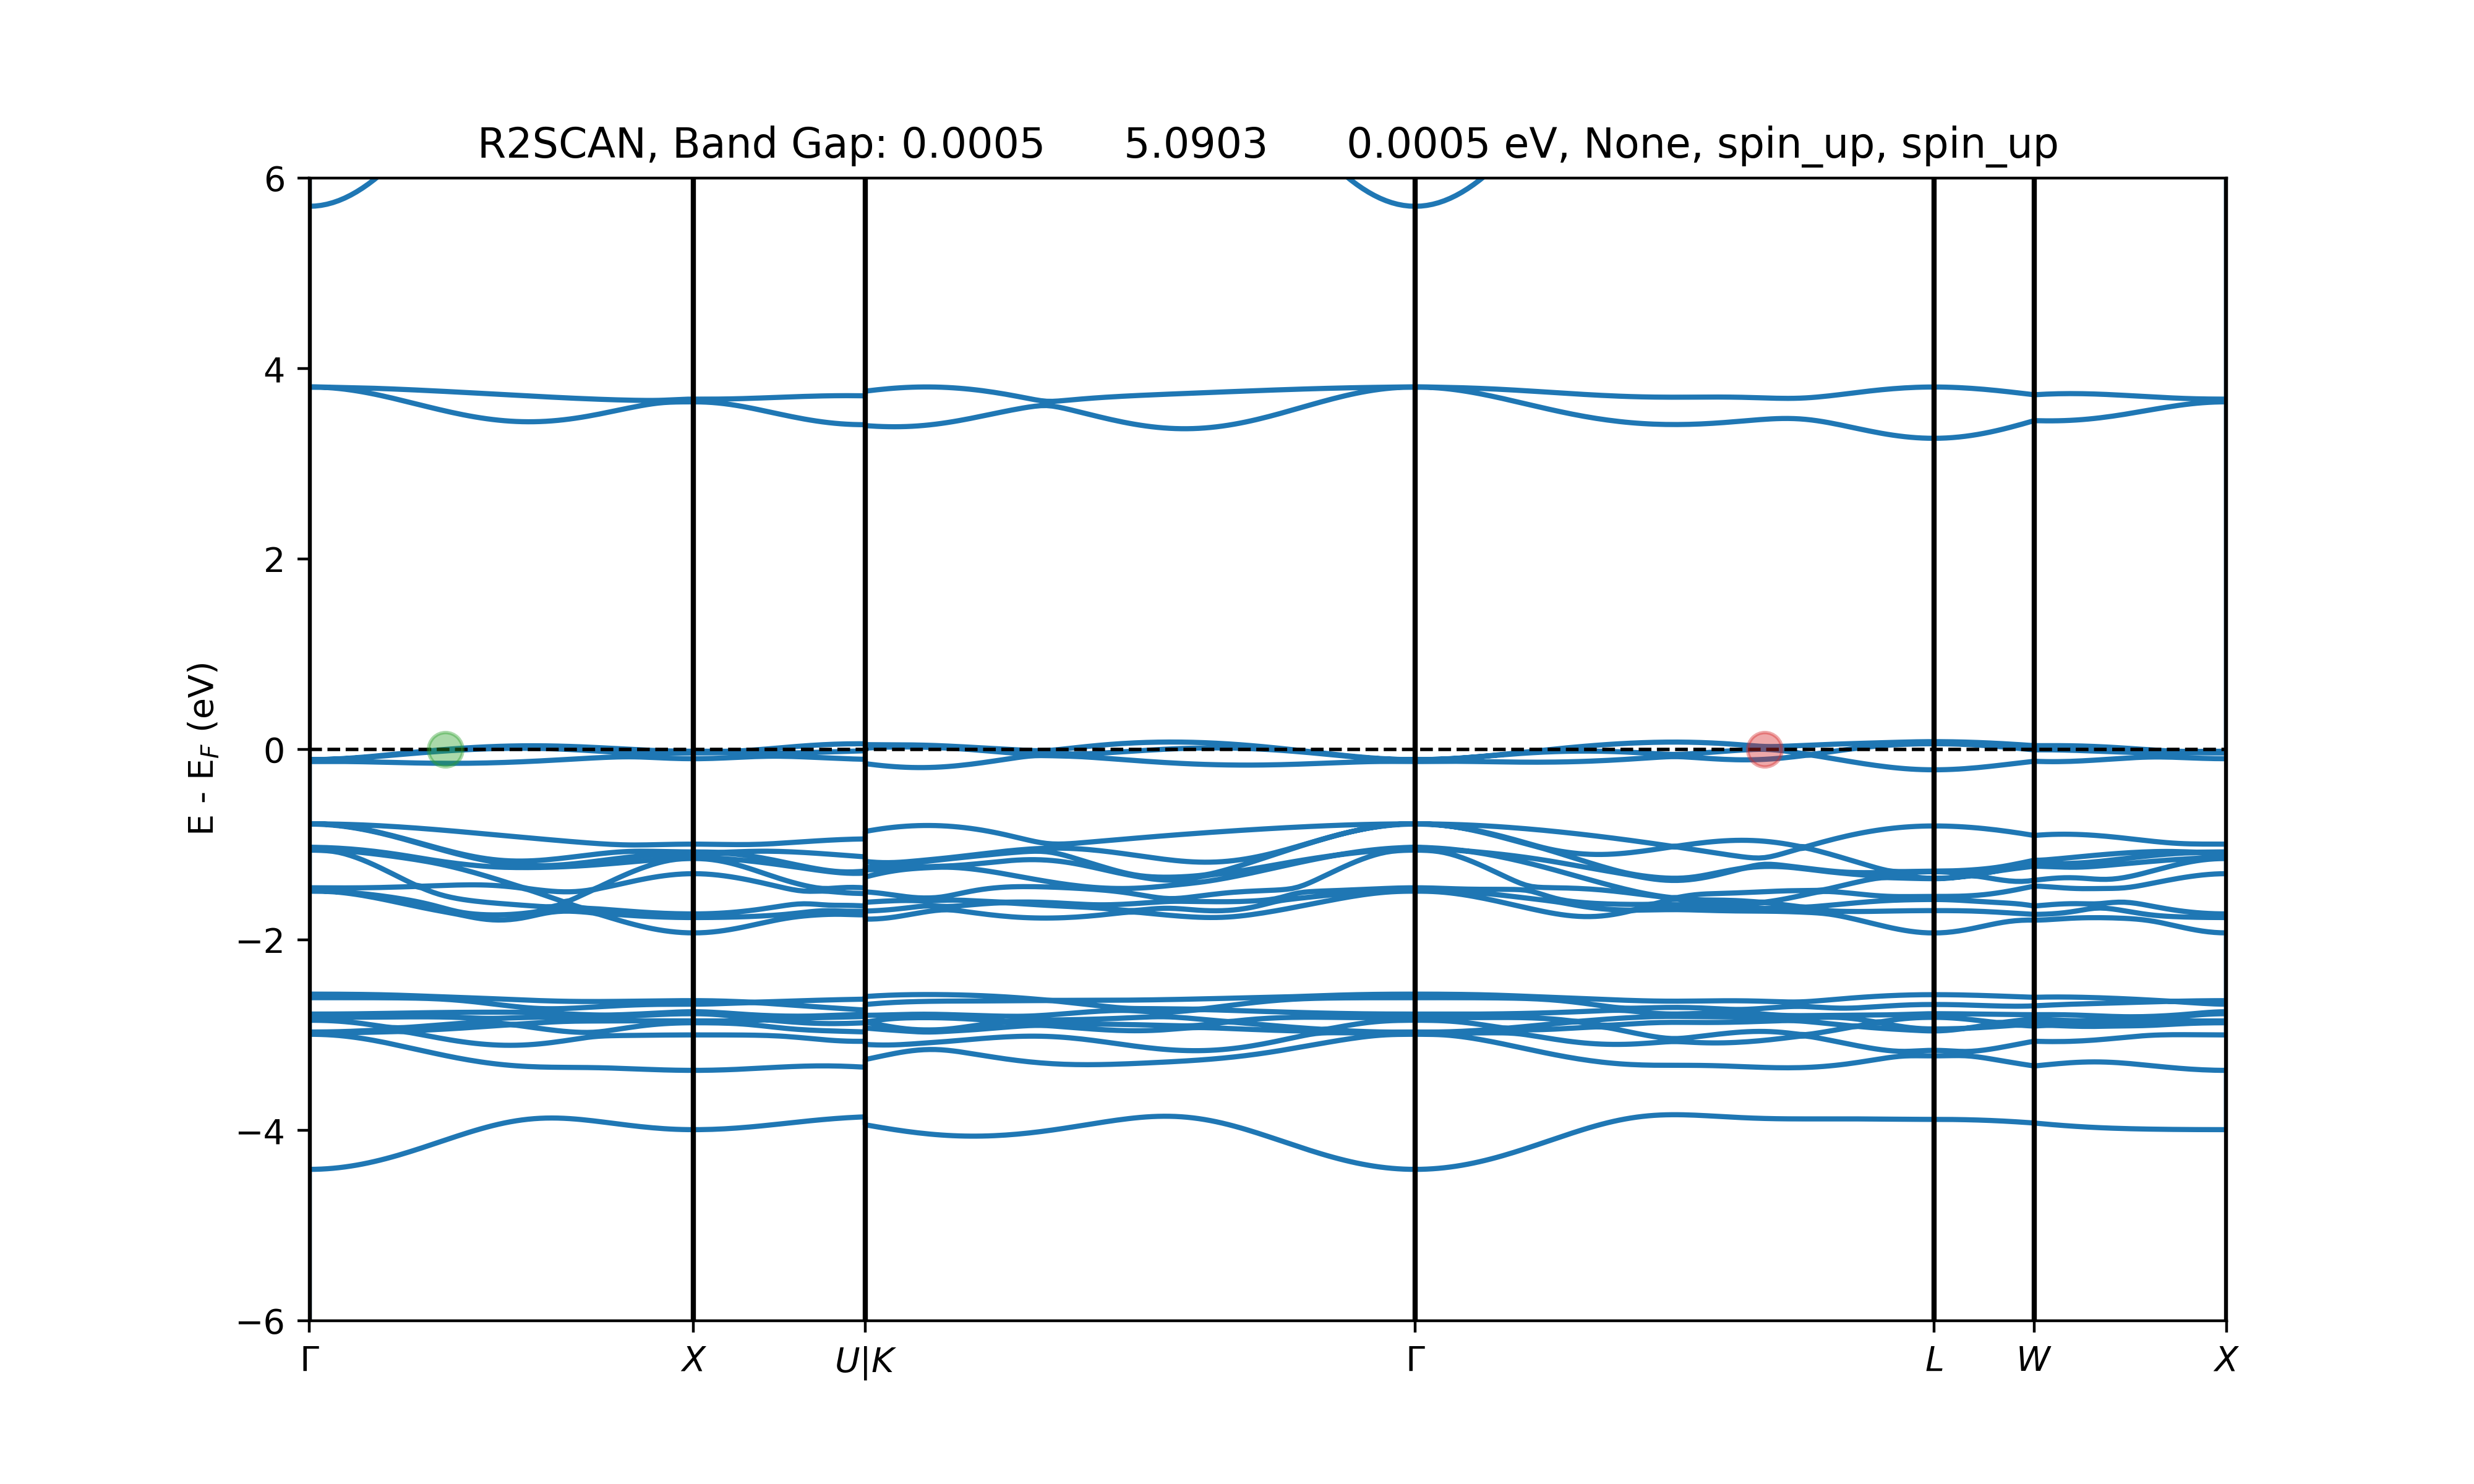 R2SCAN, Band Gap: 0.0005 5.0903 0.0005 eV, None, spin_up, spin_up
6
4
2
0
−2
−4
−6
E - E_F (eV)
Γ X U|K Γ L W X